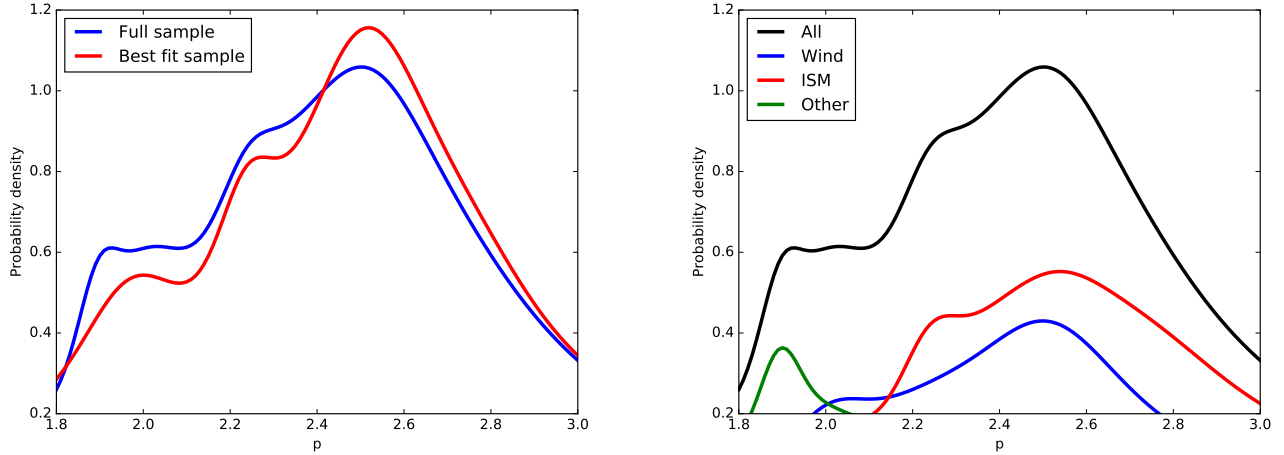 1.2
1.0
0.8
0.6
0.4
0.2
Probability density
Full sample
Best fit sample
1.8 2.0 2.2 2.4 2.6 2.8 3.0
p
1.2
1.0
0.8
0.6
0.4
0.2
Probability density
All
Wind
ISM
Other
1.8 2.0 2.2 2.4 2.6 2.8 3.0
p